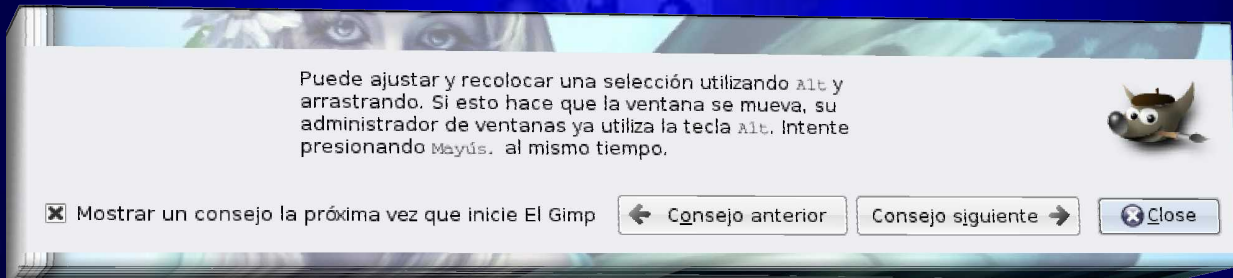 Puede ajustar y recolocar una selección utilizando Alt y
arrastrando. Si esto hace que la ventana se mueva, su
administrador de ventanas ya utiliza la tecla Alt. Intente
presionando Mayús. al mismo tiempo.
Mostrar un consejo la próxima vez que inicie El Gimp
Consejo anterior
Consejo siguiente
Close